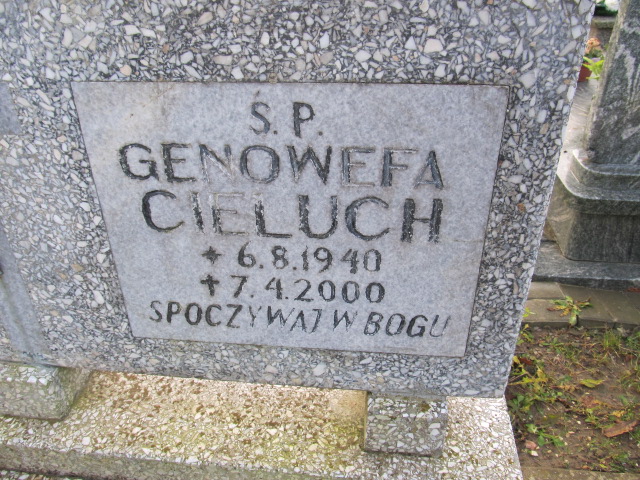 S.P.
GENOWEFA
CIELUCH
* 6.8.1940
✝ 7.4.2000
SPOCZYWAJ W BOGU